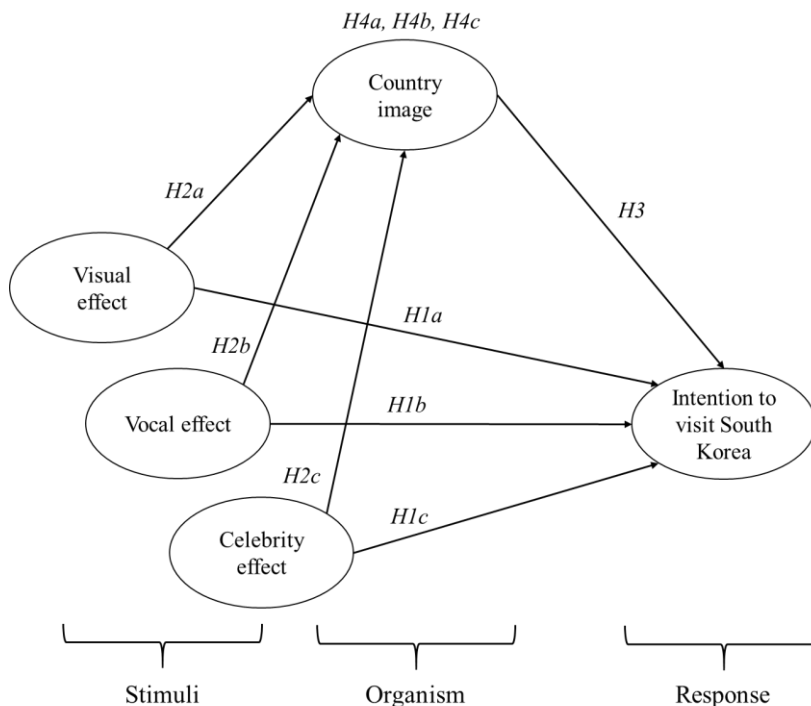 H4a, H4b, H4c
Country
image
H2a
H3
Visual
effect
H1a
H2b
Vocal effect
H1b
Intention to
visit South
Korea
H2c
H1c
Celebrity
effect
Stimuli
Organism
Response